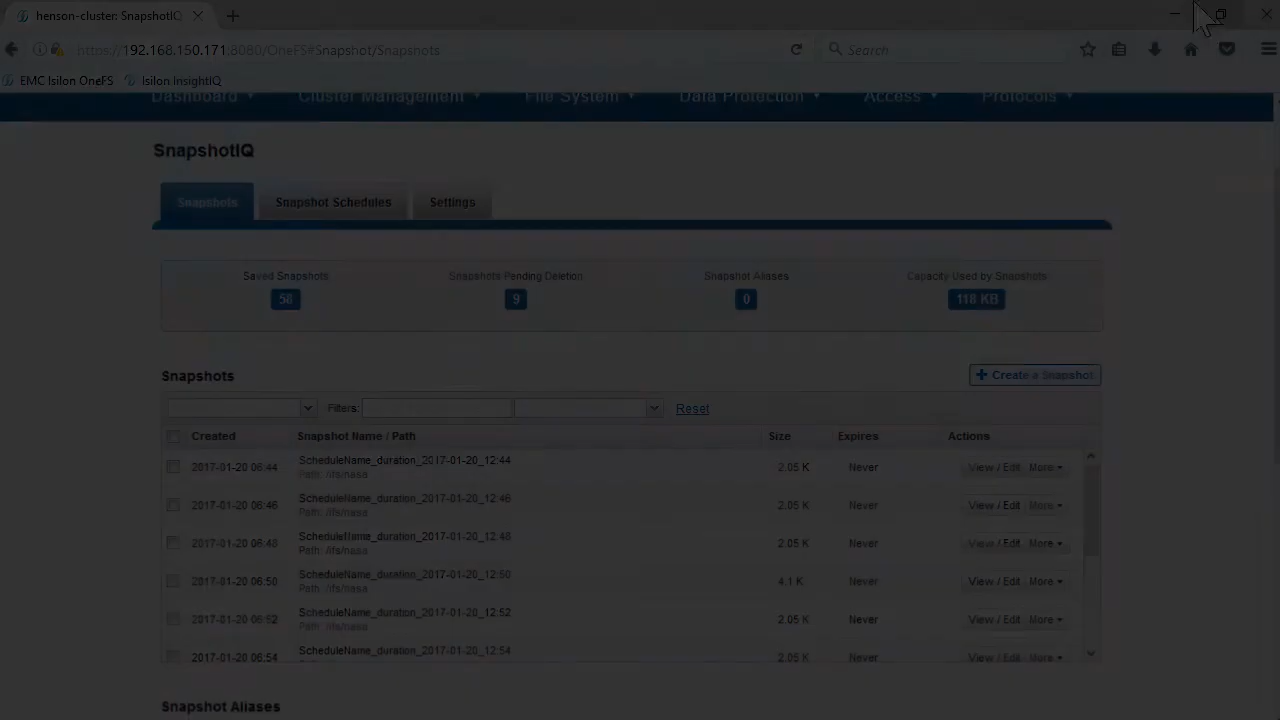 henson-cluster: SnapshotIQ
https://192.168.150.171:8080/OneFS#Snapshot/Snapshots
Search
EMC Isilon OneFS
Isilon InsightIQ
Dashboard
Cluster Management
File System
Data Protection
Access
Protocols
SnapshotIQ
Snapshots
Snapshot Schedules
Settings
Saved Snapshots
Snapshots Pending Deletion
Snapshot Aliases
Capacity Used by Snapshots
58
9
0
118 KB
Snapshots
+ Create a Snapshot
Filters:
Reset
Created
Snapshot Name / Path
Size
Expires
Actions
2017-01-20 06:44
ScheduleName_duration_2017-01-20_12:44
Path: /ifs/nasa
2.05 K
Never
View / Edit
More
2017-01-20 06:46
ScheduleName_duration_2017-01-20_12:46
Path: /ifs/nasa
2.05 K
Never
View / Edit
More
2017-01-20 06:48
ScheduleName_duration_2017-01-20_12:48
Path: /ifs/nasa
2.05 K
Never
View / Edit
More
2017-01-20 06:50
ScheduleName_duration_2017-01-20_12:50
Path: /ifs/nasa
4.1 K
Never
View / Edit
More
2017-01-20 06:52
ScheduleName_duration_2017-01-20_12:52
Path: /ifs/nasa
2.05 K
Never
View / Edit
More
2017-01-20 06:54
ScheduleName_duration_2017-01-20_12:54
2.05 K
Never
View / Edit
More
Snapshot Aliases